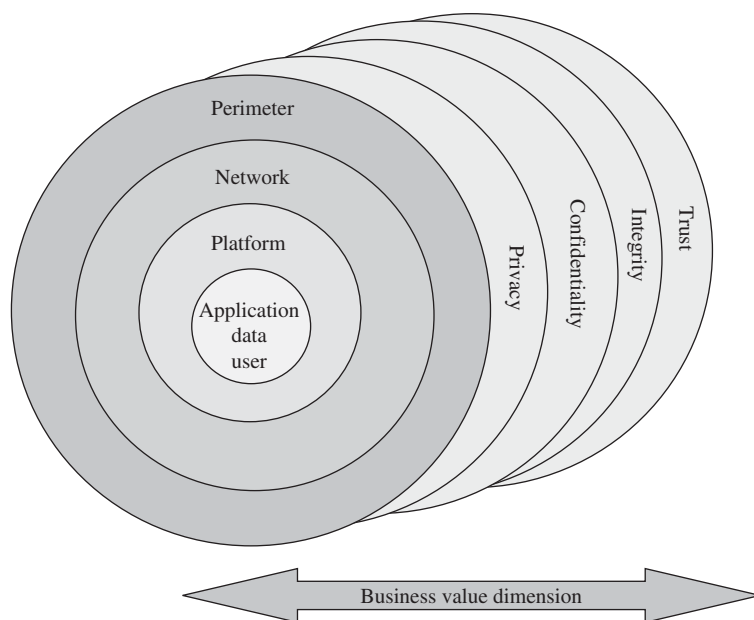 Perimeter
Network
Platform
Application
data
user
Privacy
Confidentiality
Integrity
Trust
Business value dimension